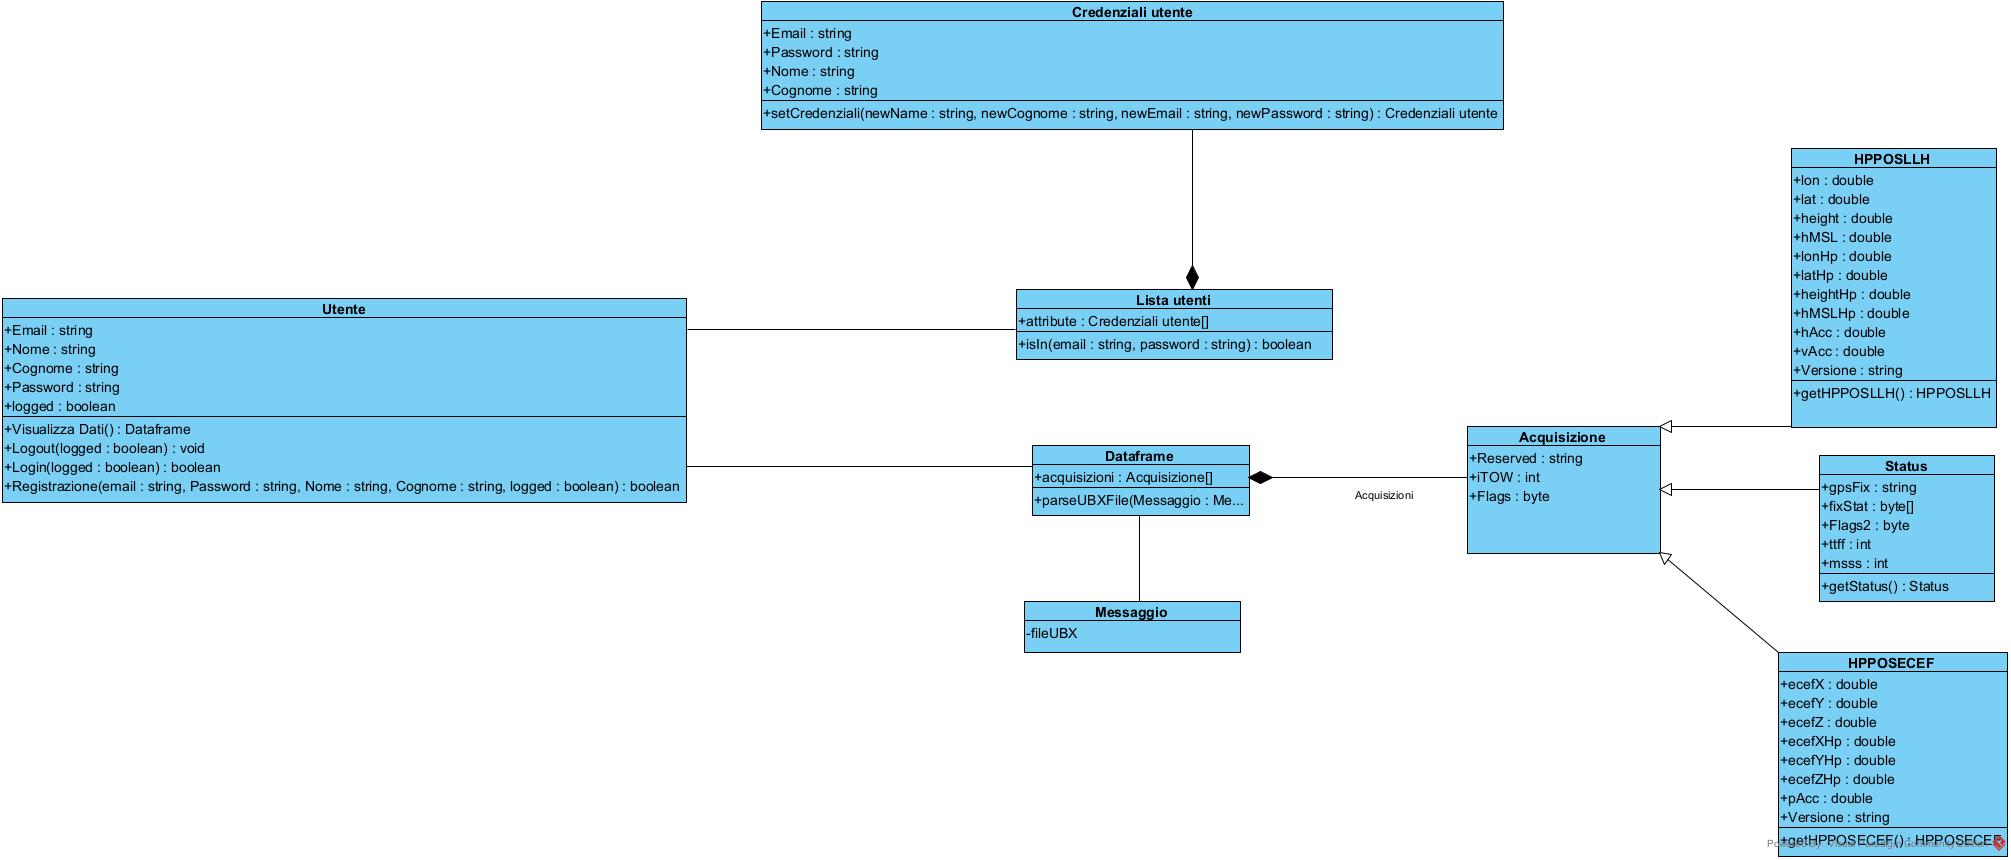 Credenziali utente
+Email : string
+Password : string
+Nome : string
+Cognome : string
+setCredenziali(newName : string, newCognome : string, newEmail : string, newPassword : string) : Credenziali utente
HPPOSLLH
+lon : double
+lat : double
+height : double
+hMSL : double
+lonHp : double
+latHp : double
+heightHp : double
+hMSLHp : double
+hAcc : double
+vAcc : double
+Versione : string
+getHPPOSLLH() : HPPOSLLH
Lista utenti
+attribute : Credenziali utente[]
+isIn(email : string, password : string) : boolean
Utente
+Email : string
+Nome : string
+Cognome : string
+Password : string
+logged : boolean
+Visualizza Dati() : Dataframe
+Logout(logged : boolean) : void
+Login(logged : boolean) : boolean
+Registrazione(email : string, Password : string, Nome : string, Cognome : string, logged : boolean) : boolean
Dataframe
+acquisizioni : Acquisizione[]
+parseUBXFile(Messaggio : Me...
Acquisizioni
Acquisizione
+Reserved : string
+iTOW : int
+Flags : byte
Status
+gpsFix : string
+fixStat : byte[]
+Flags2 : byte
+ttff : int
+msss : int
+getStatus() : Status
Messaggio
-fileUBX
HPPOSECEF
+ecefX : double
+ecefY : double
+ecefZ : double
+ecefXHp : double
+ecefYHp : double
+ecefZHp : double
+pAcc : double
+Versione : string
+getHPPOSECEF() : HPPOSECEF
Powered By Visual Paradigm Community Edition